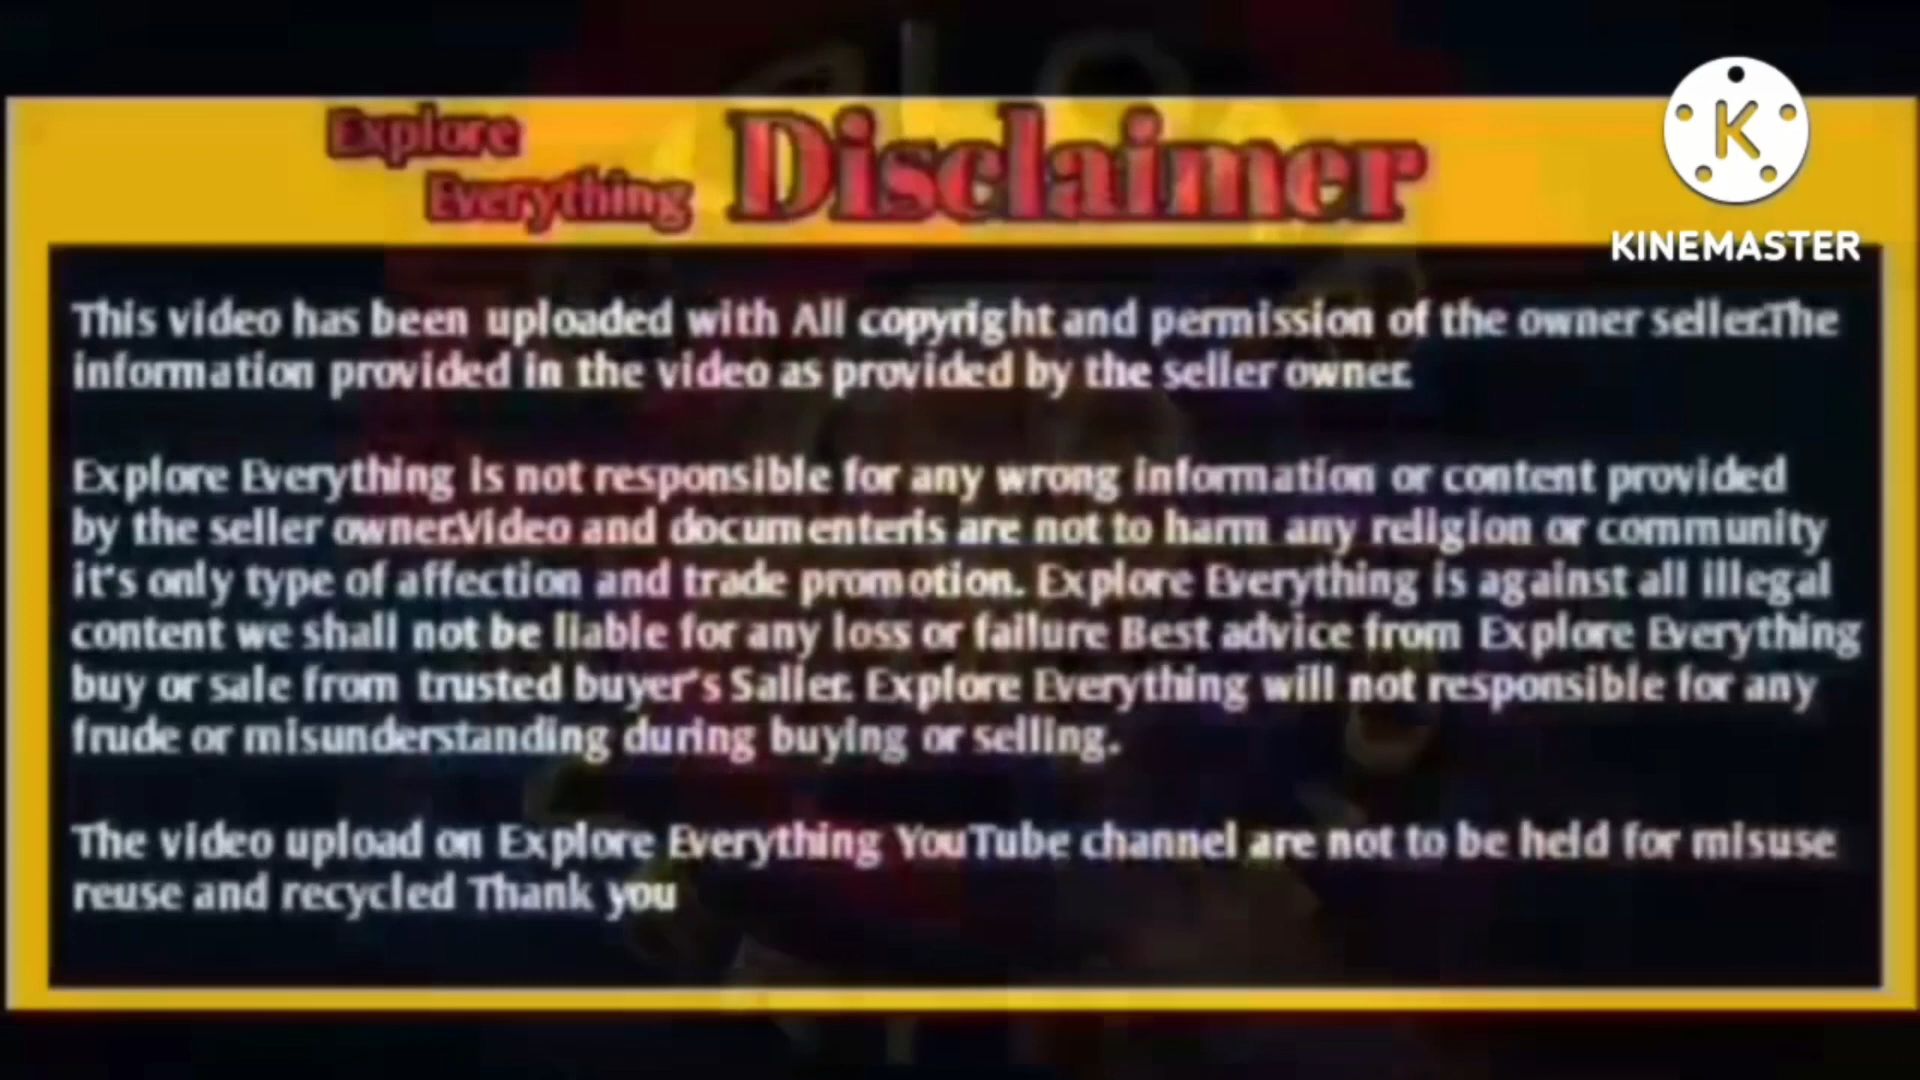 Explore
Everything
Disclaimer
K
KINEMASTER
This video has been uploaded with All copyright and permission of the owner seller.The
information provided in the video as provided by the seller owner.
Explore Everything is not responsible for any wrong information or content provided
by the seller owner.Video and documenteris are not to harm any religion or community
it's only type of affection and trade promotion. Explore Everything is against all illegal
content we shall not be liable for any loss or failure Best advice from Explore Everything
buy or sale from trusted buyer's Saller. Explore Everything will not responsible for any
frude or misunderstanding during buying or selling.
The video upload on Explore Everything YouTube channel are not to be held for misuse
reuse and recycled Thank you